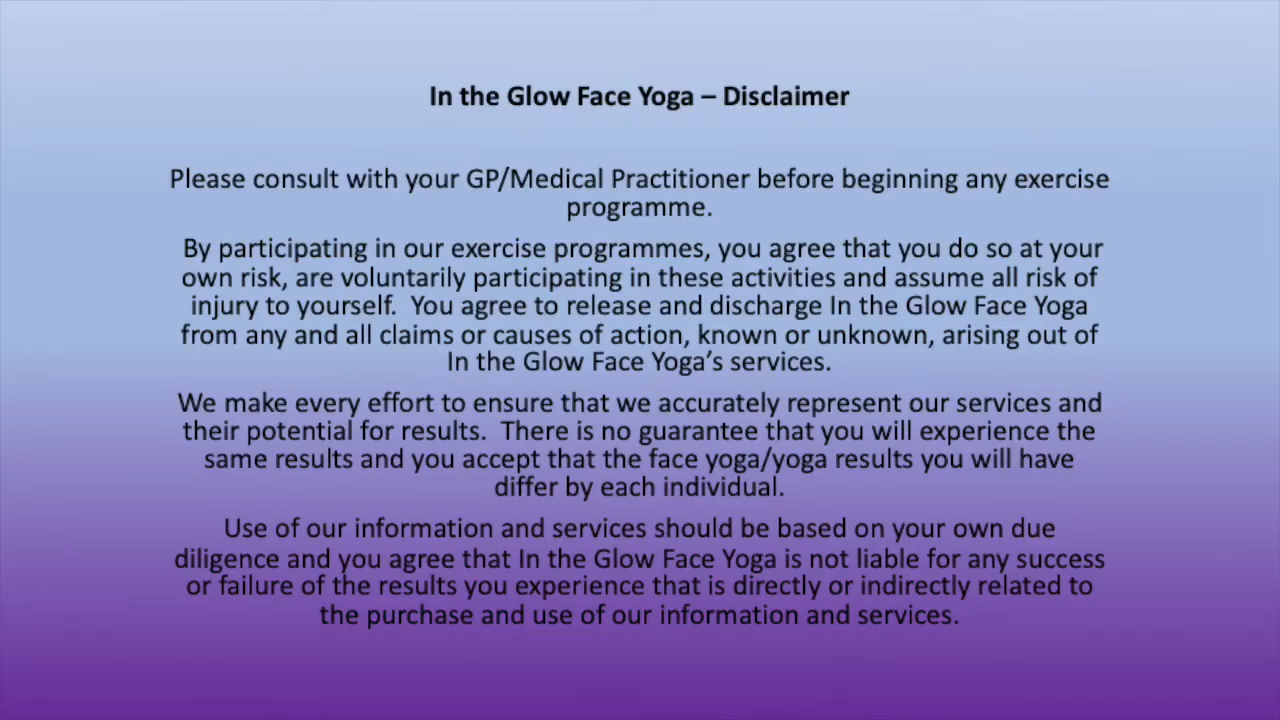 In the Glow Face Yoga – Disclaimer
Please consult with your GP/Medical Practitioner before beginning any exercise
programme.
By participating in our exercise programmes, you agree that you do so at your
own risk, are voluntarily participating in these activities and assume all risk of
injury to yourself.  You agree to release and discharge In the Glow Face Yoga
from any and all claims or causes of action, known or unknown, arising out of
In the Glow Face Yoga’s services.
We make every effort to ensure that we accurately represent our services and
their potential for results.  There is no guarantee that you will experience the
same results and you accept that the face yoga/yoga results you will have
differ by each individual.
Use of our information and services should be based on your own due
diligence and you agree that In the Glow Face Yoga is not liable for any success
or failure of the results you experience that is directly or indirectly related to
the purchase and use of our information and services.